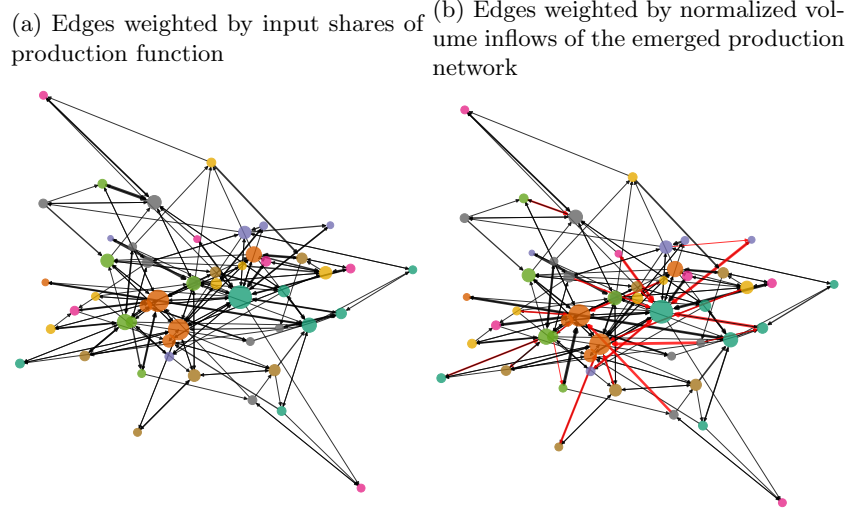 (a) Edges weighted by input shares of
production function
(b) Edges weighted by normalized vol-
ume inflows of the emerged production
network